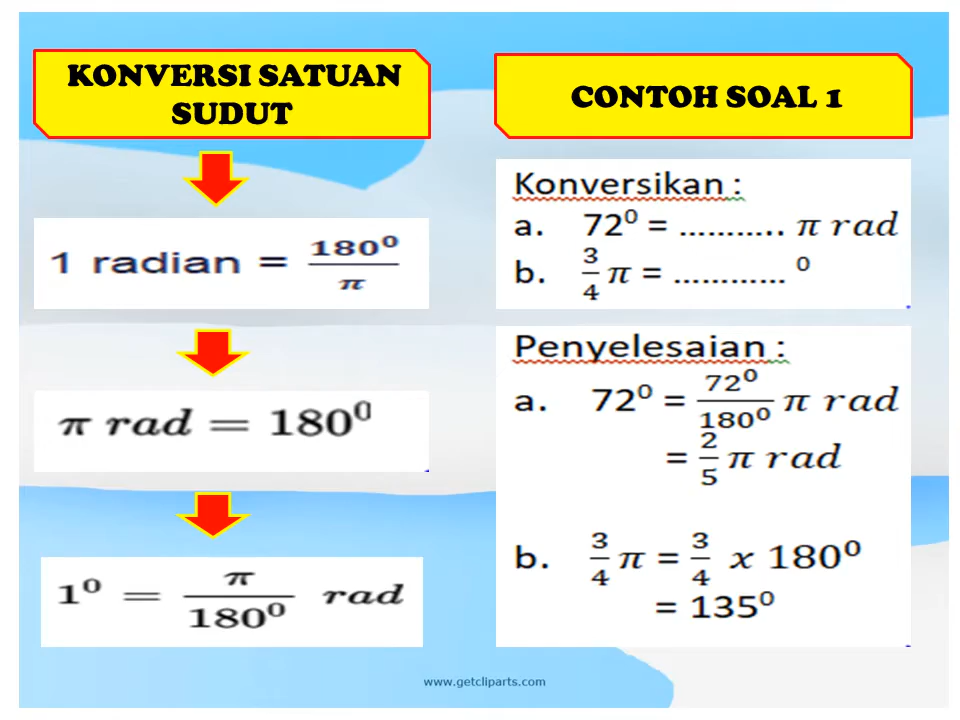 KONVERSI SATUAN
SUDUT
1 radian = 180⁰/π
π rad = 180⁰
1⁰ = π/180⁰ rad
CONTOH SOAL 1
Konversikan :
a. 72⁰ = ........... π rad
b. 3/4 π = ............ ⁰
Penyelesaian :
a. 72⁰ = 72⁰/180⁰ π rad
= 2/5 π rad
b. 3/4 π = 3/4 x 180⁰
= 135⁰
www.getcliparts.com